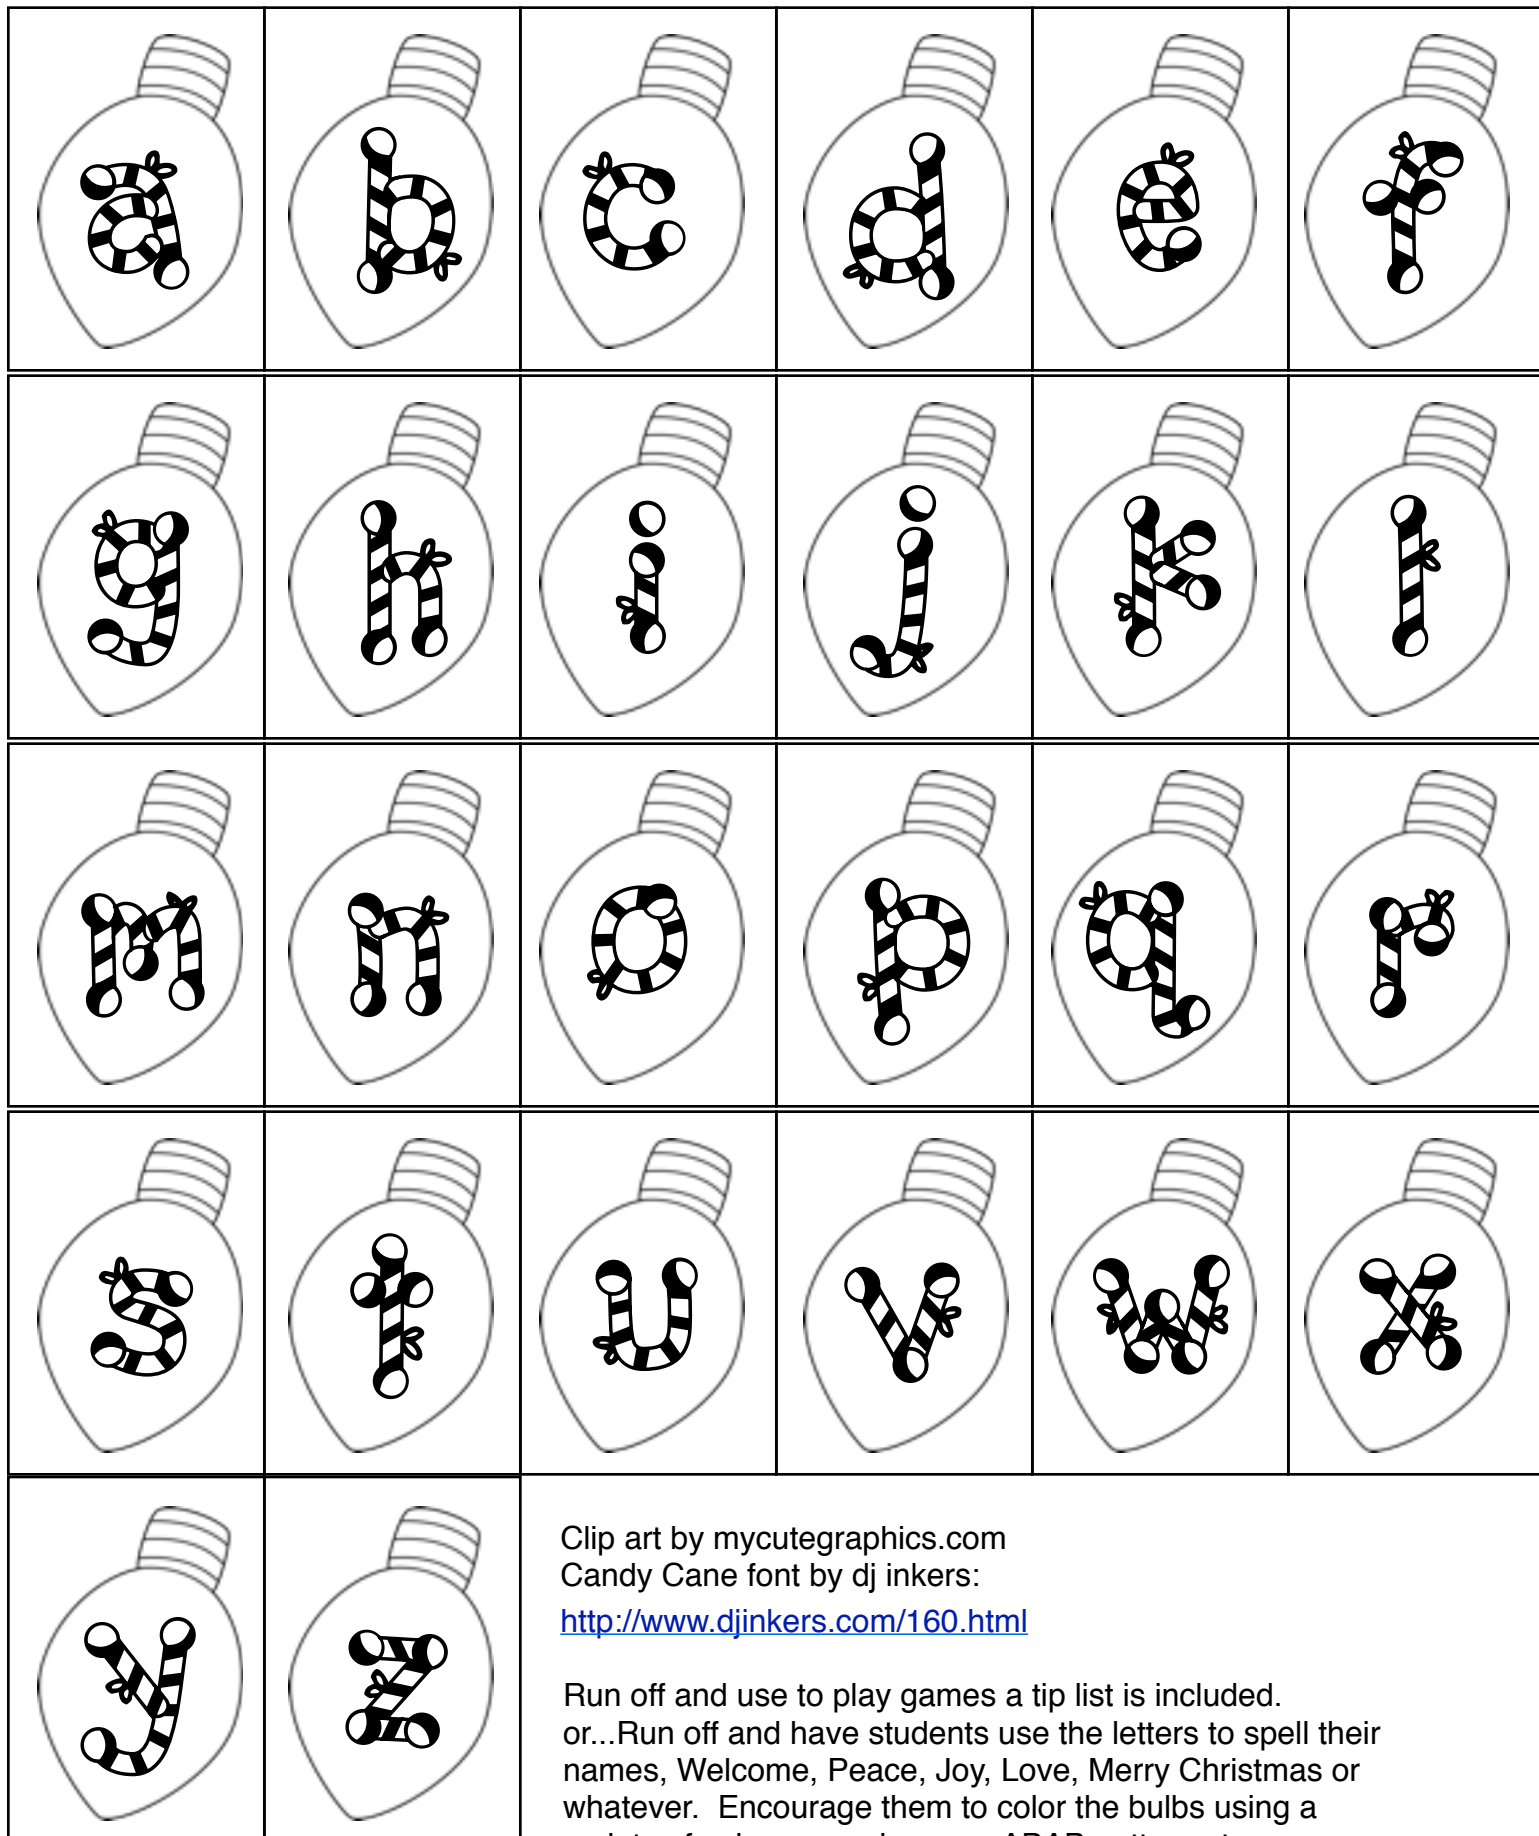 a b c d e f
g h i j k l
m n o p q r
s t u v w x
y z
Clip art by mycutegraphics.com
Candy Cane font by dj inkers:
http://www.djinkers.com/160.html
Run off and use to play games a tip list is included.
or...Run off and have students use the letters to spell their
names, Welcome, Peace, Joy, Love, Merry Christmas or
whatever.  Encourage them to color the bulbs using a